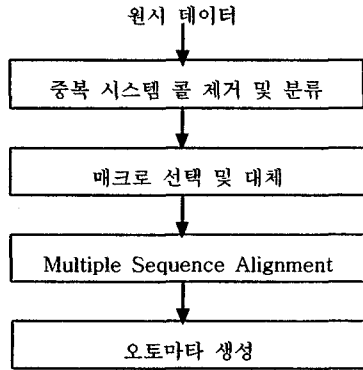 원시 데이터
중복 시스템 콜 제거 및 분류
매크로 선택 및 대체
Multiple Sequence Alignment
오토마타 생성